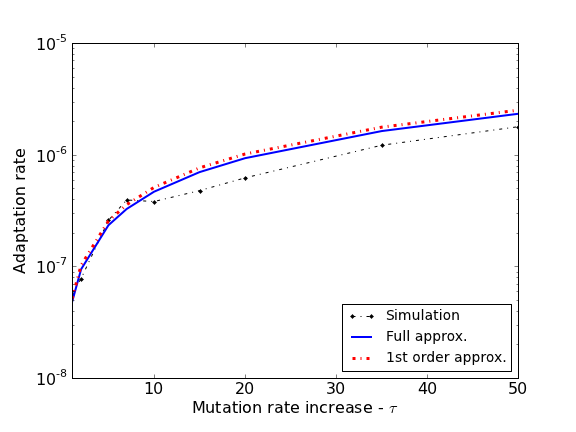 10^-5
10^-6
10^-7
10^-8
Adaptation rate
Simulation
Full approx.
1st order approx.
10 20 30 40 50
Mutation rate increase - τ